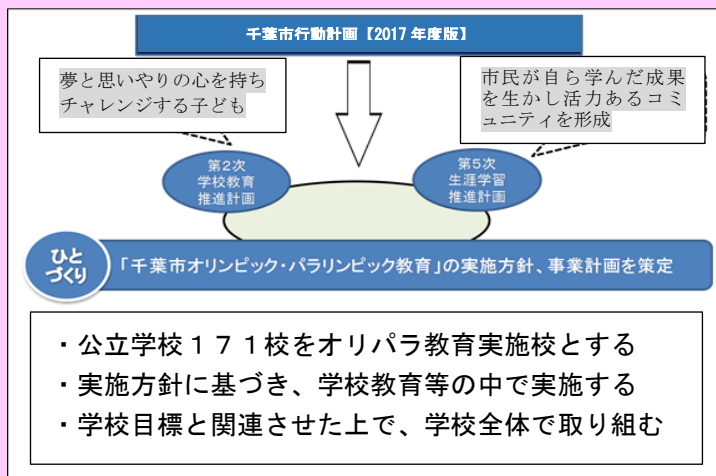 千葉市行動計画【2017年度版】
夢と思いやりの心を持ち
チャレンジする子ども
市民が自ら学んだ成果
を生かし活力あるコミ
ュニティを形成
第2次
学校教育
推進計画
第5次
生涯学習
推進計画
ひと
づくり
「千葉市オリンピック・パラリンピック教育」の実施方針、事業計画を策定
・公立学校１７１校をオリパラ教育実施校とする
・実施方針に基づき、学校教育等の中で実施する
・学校目標と関連させた上で、学校全体で取り組む